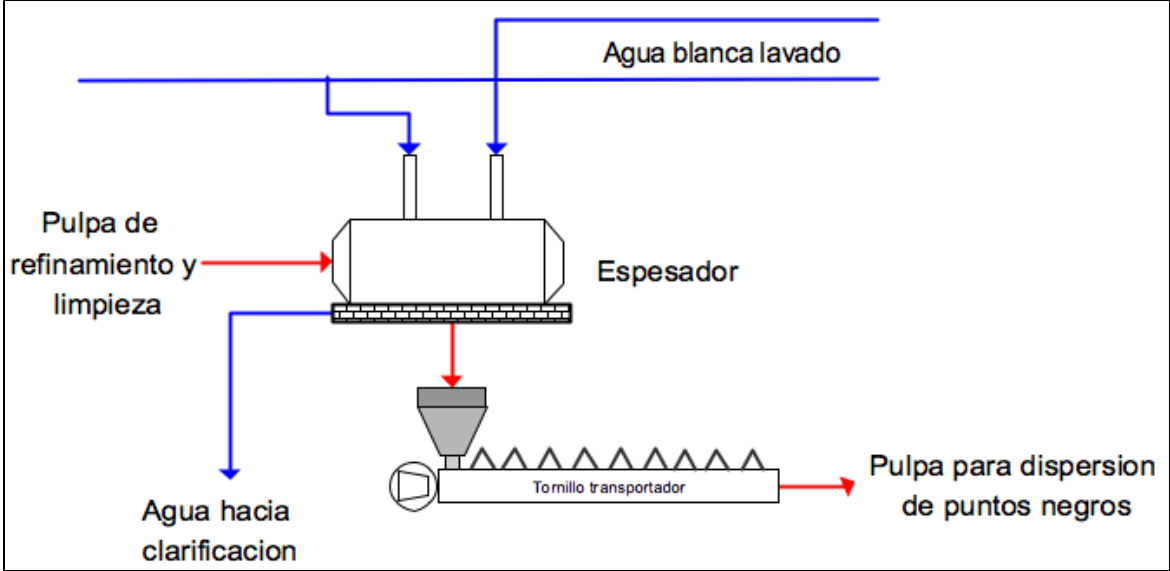 Agua blanca lavado
Pulpa de
refinamiento y
limpieza
Espesador
Tornillo transportador
Pulpa para dispersion
de puntos negros
Agua hacia
clarificacion